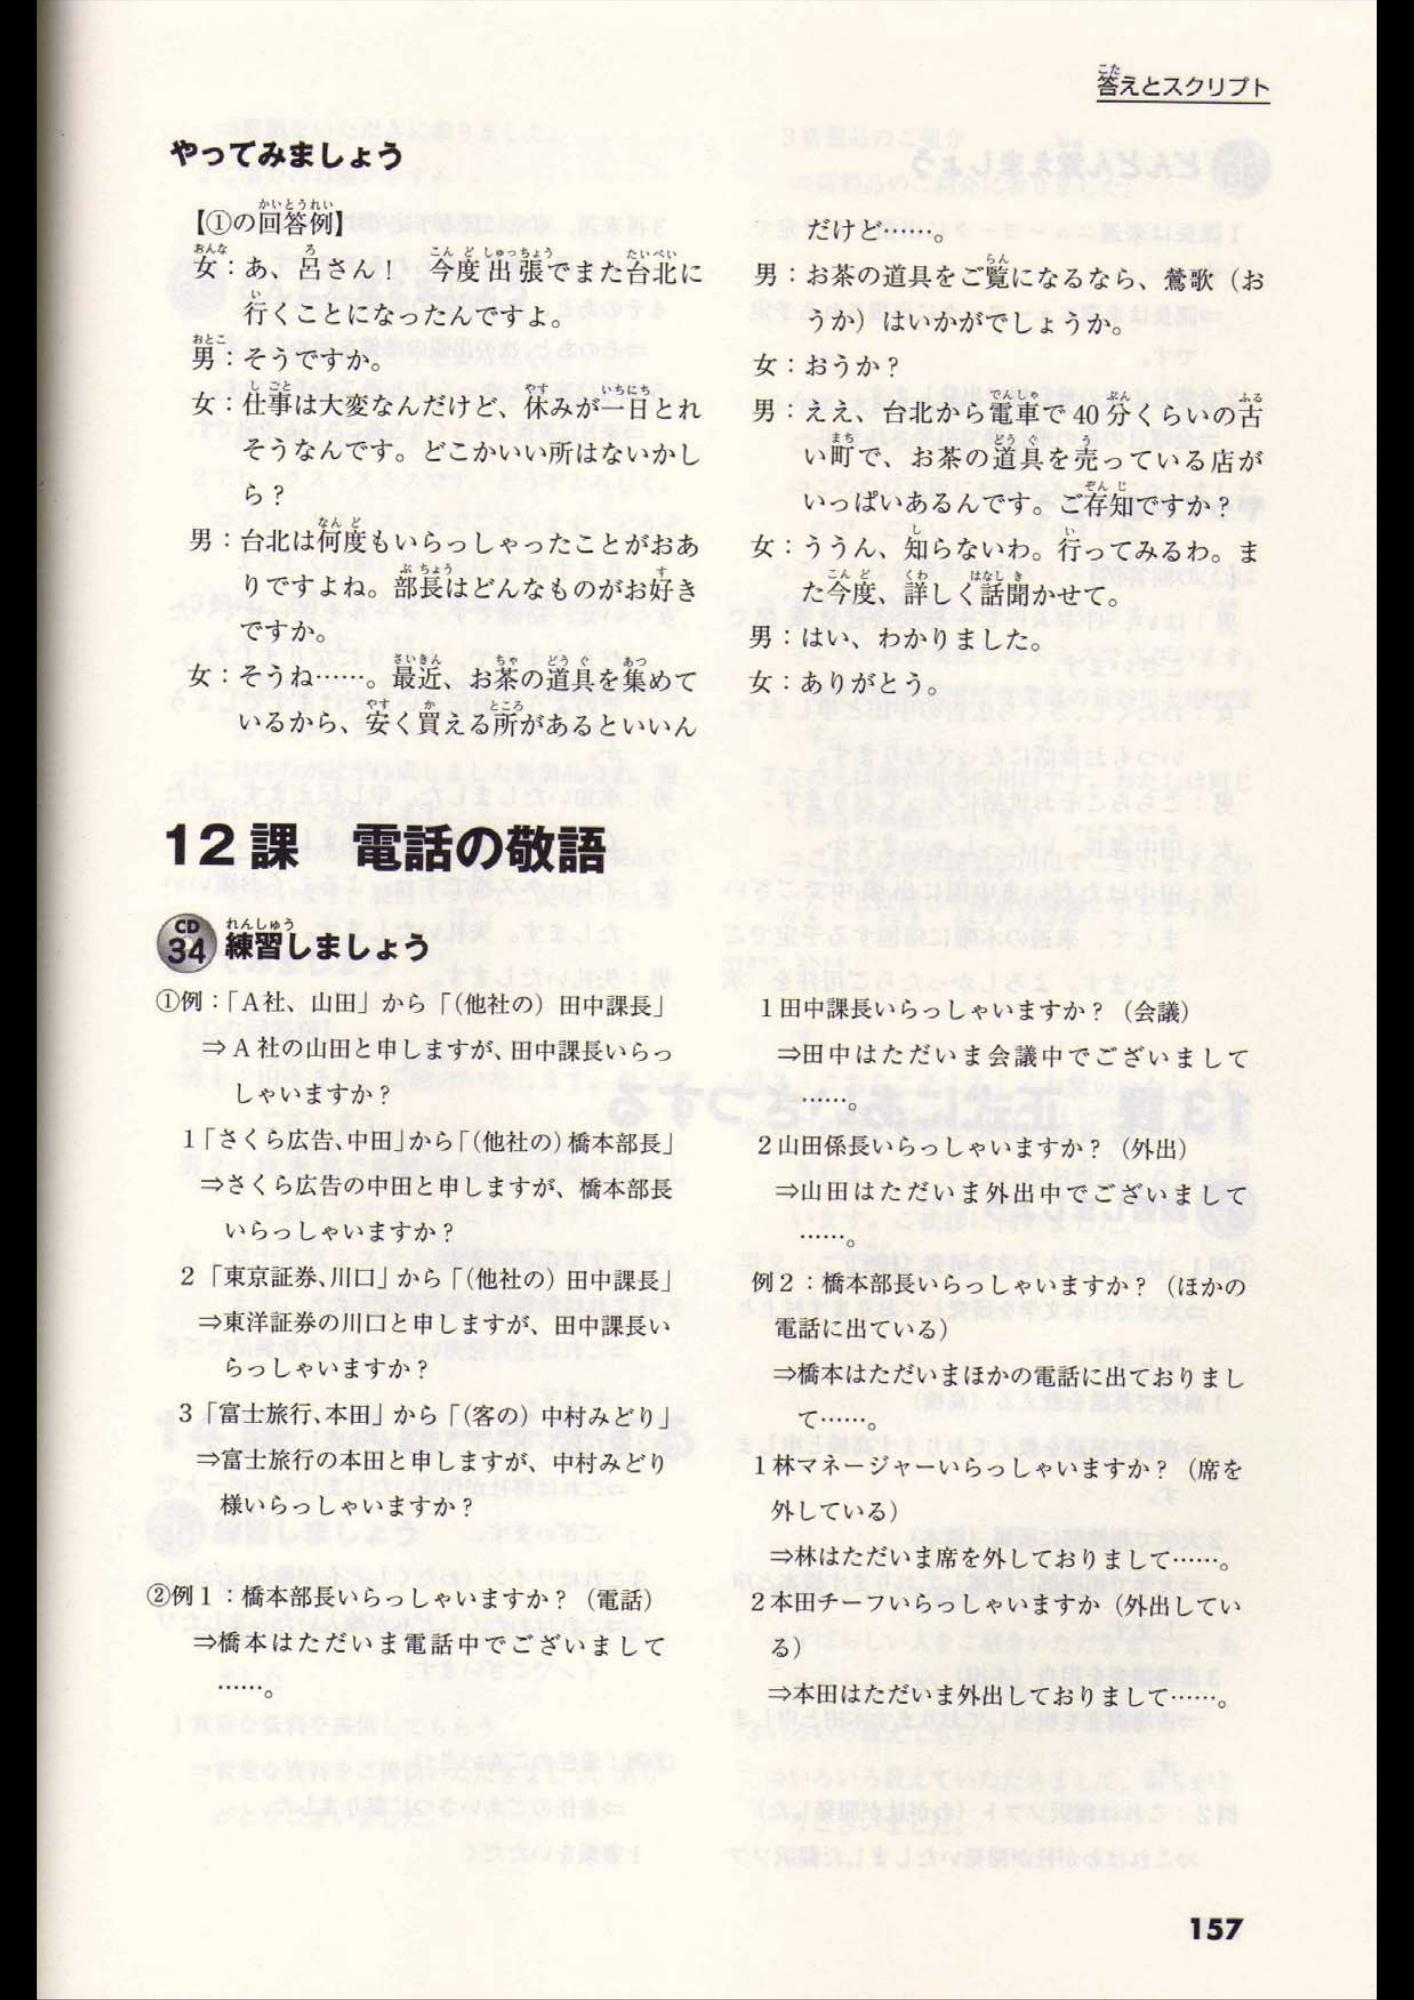 答えとスクリプト
やってみましょう
【①の回答例】
女：あ、呂さん！　今度出張でまた台北に
行くことになったんですよ。
男：そうですか。
女：仕事は大変なんだけど、休みが一日とれ
そうなんです。どこかいい所はないかし
ら？
男：台北は何度もいらっしゃったことがおあ
りですよね。部長はどんなものがお好き
ですか。
女：そうね……。最近、お茶の道具を集めて
いるから、安く買える所があるといいん
だけど……。
男：お茶の道具をご覧になるなら、鶯歌（お
うか）はいかがでしょうか。
女：おうか？
男：ええ、台北から電車で40分くらいの古
い町で、お茶の道具を売っている店が
いっぱいあるんです。ご存知ですか？
女：ううん、知らないわ。行ってみるわ。ま
た今度、詳しく話聞かせて。
男：はい、わかりました。
女：ありがとう。
12課　電話の敬語
CD 34 練習しましょう
①例：「A社、山田」から「（他社の）田中課長」
⇒A社の山田と申しますが、田中課長いらっ
しゃいますか？
1「さくら広告、中田」から「（他社の）橋本部長」
⇒さくら広告の中田と申しますが、橋本部長
いらっしゃいますか？
2「東京証券、川口」から「（他社の）田中課長」
⇒東洋証券の川口と申しますが、田中課長い
らっしゃいますか？
3「富士旅行、本田」から「（客の）中村みどり」
⇒富士旅行の本田と申しますが、中村みどり
様いらっしゃいますか？
②例1：橋本部長いらっしゃいますか？（電話）
⇒橋本はただいま電話中でございまして
……。
1田中課長いらっしゃいますか？（会議）
⇒田中はただいま会議中でございまして
……。
2山田係長いらっしゃいますか？（外出）
⇒山田はただいま外出中でございまして
……。
例2：橋本部長いらっしゃいますか？（ほかの
電話に出ている）
⇒橋本はただいまほかの電話に出ておりまし
て……。
1林マネージャーいらっしゃいますか？（席を
外している）
⇒林はただいま席を外しておりまして……。
2本田チーフいらっしゃいますか（外出してい
る）
⇒本田はただいま外出しておりまして……。
157